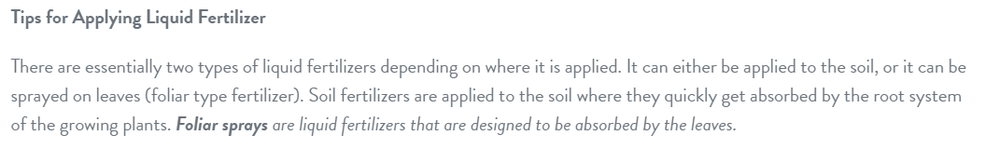 Tips for Applying Liquid Fertilizer
There are essentially two types of liquid fertilizers depending on where it is applied. It can either be applied to the soil, or it can be
sprayed on leaves (foliar type fertilizer). Soil fertilizers are applied to the soil where they quickly get absorbed by the root system
of the growing plants. Foliar sprays are liquid fertilizers that are designed to be absorbed by the leaves.